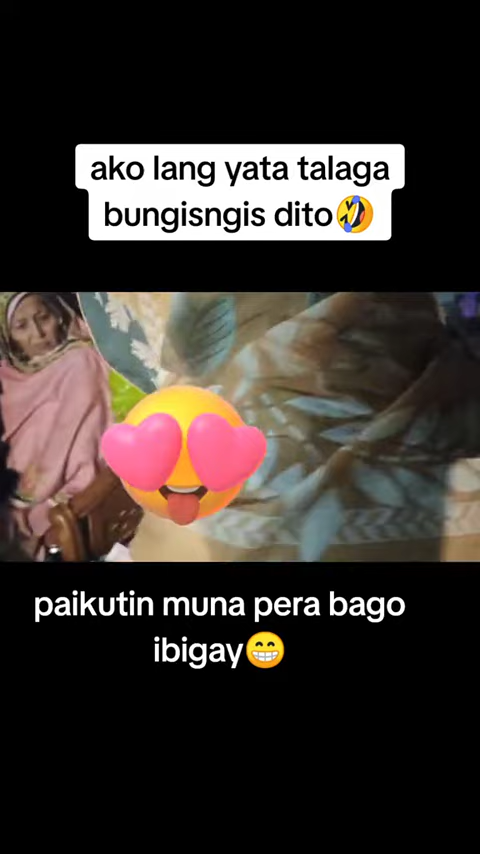 ako lang yata talaga
bungisngis dito🤣
paikutin muna pera bago
ibigay😁